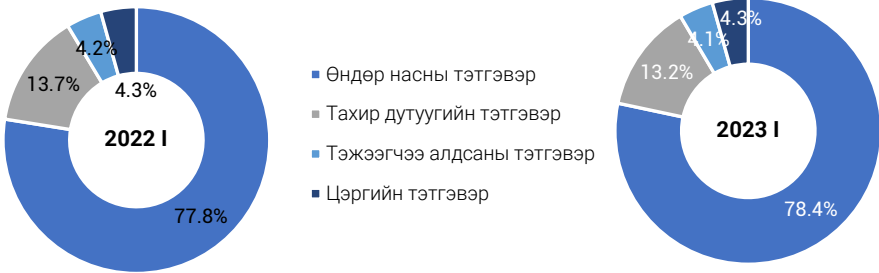 4.2%
13.7%
4.3%
2022 I
77.8%
Өндөр насны тэтгэвэр
Тахир дутуугийн тэтгэвэр
Тэжээгчээ алдсаны тэтгэвэр
Цэргийн тэтгэвэр
4.3%
4.1%
13.2%
2023 I
78.4%